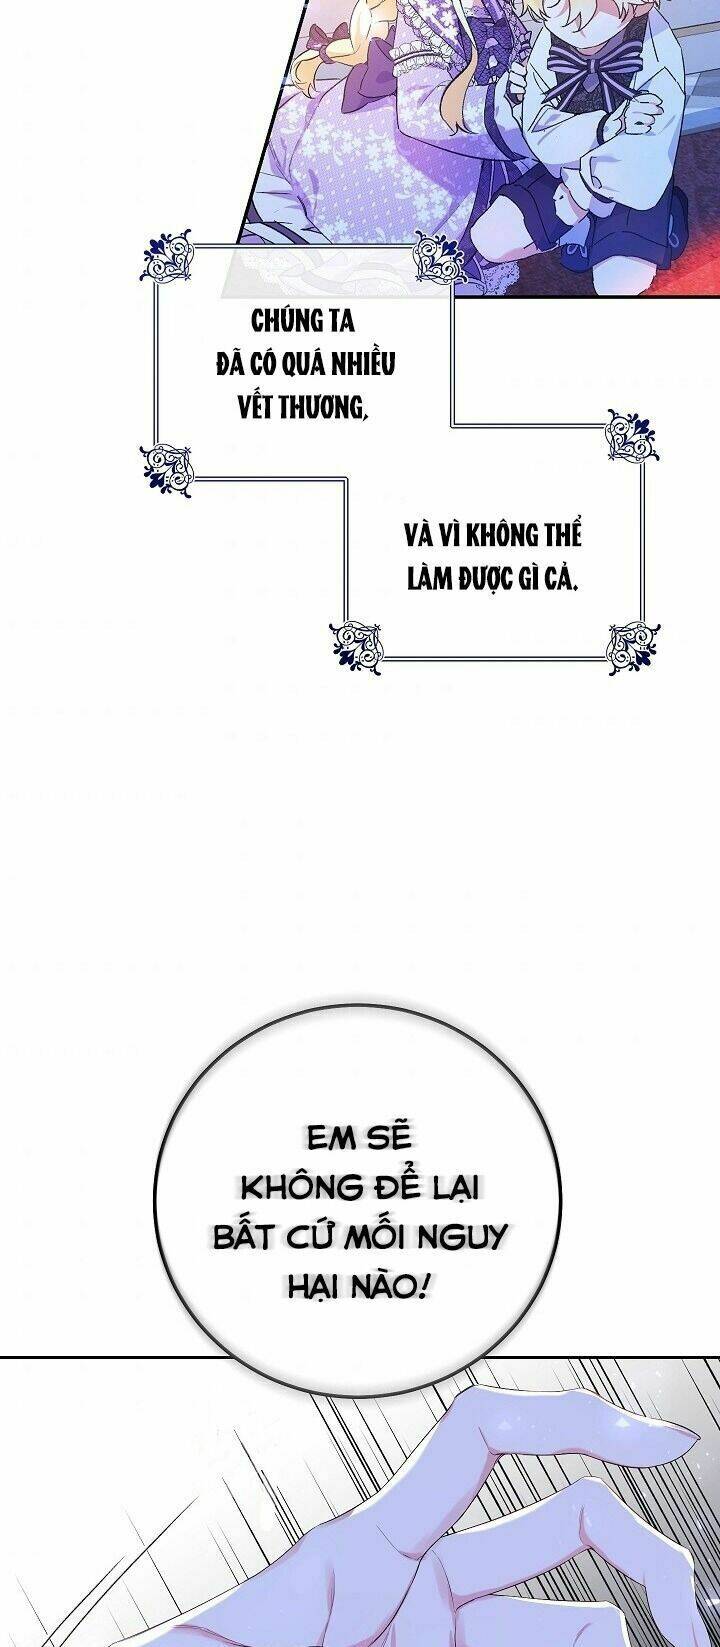 CHÚNG TA
ĐÃ CÓ QUÁ NHIỀU
VẾT THƯƠNG,
VÀ VÌ KHÔNG THỂ
LÀM ĐƯỢC GÌ CẢ.
EM SẼ
KHÔNG ĐỂ LẠI
BẤT CỨ MỐI NGUY
HẠI NÀO!